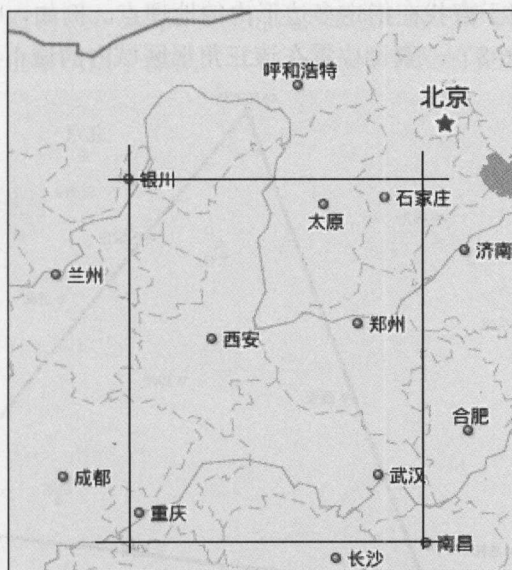 呼和浩特
北京
银川
石家庄
太原
济南
兰州
郑州
西安
合肥
成都
武汉
重庆
南昌
长沙